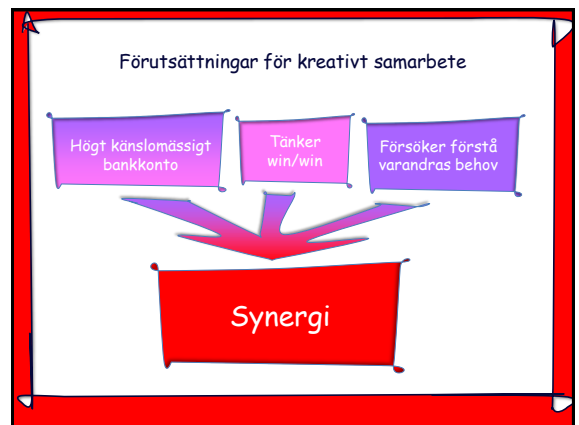 Förutsättningar för kreativt samarbete
Högt känslomässigt
bankkonto
Tänker
win/win
Försöker förstå
varandras behov
Synergi